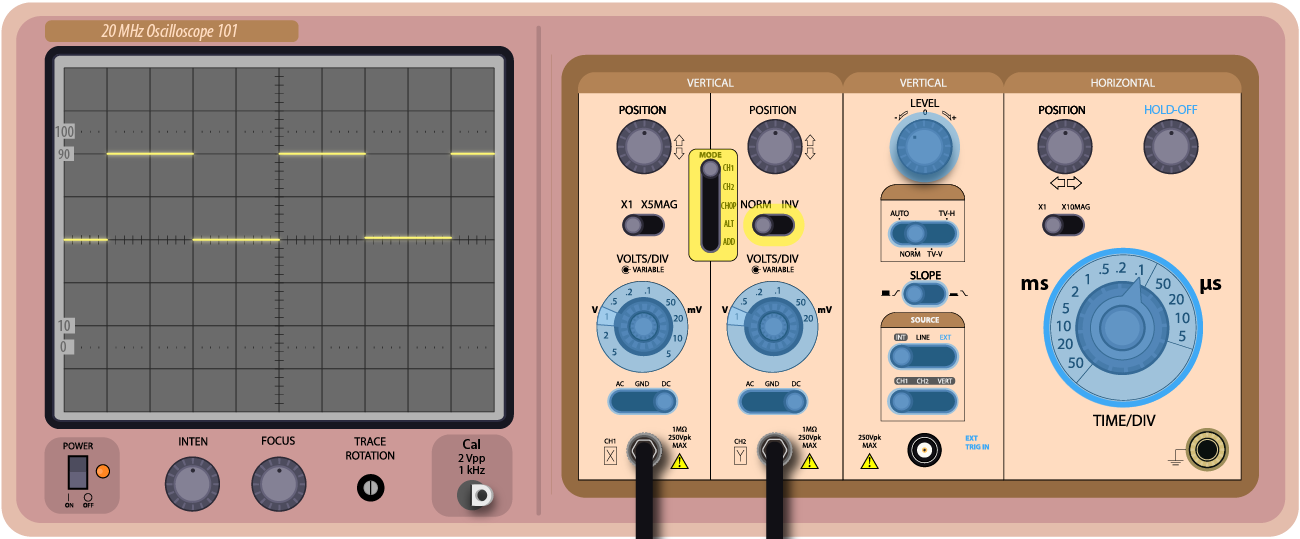 20 MHz Oscilloscope 101
VERTICAL
VERTICAL
HORIZONTAL
100
90
10
0
POWER
ON OFF
INTEN
FOCUS
TRACE
ROTATION
Cal
2 Vpp
1 kHz
POSITION
POSITION
MODE
CH1
CH2
CHOP
ALT
ADD
X1 X5MAG
NORM INV
VOLTS/DIV
VARIABLE
V .5 .2 .1 50 mV
1 20
2
5 5
VOLTS/DIV
VARIABLE
V .5 .2 .1 50 mV
1 20
2
5 5
AC GND DC
AC GND DC
CH1
X
1MΩ
250Vpk
MAX
CH2
Y
1MΩ
250Vpk
MAX
LEVEL
- 0 +
AUTO TV-H
NORM TV-V
SLOPE
SOURCE
INT LINE EXT
CH1 CH2 VERT
250Vpk
MAX
EXT
TRIG IN
POSITION
HOLD-OFF
X1 X10MAG
ms
.5 .2 .1
1 50
2 20
5 10
10 5
20
50
µs
TIME/DIV